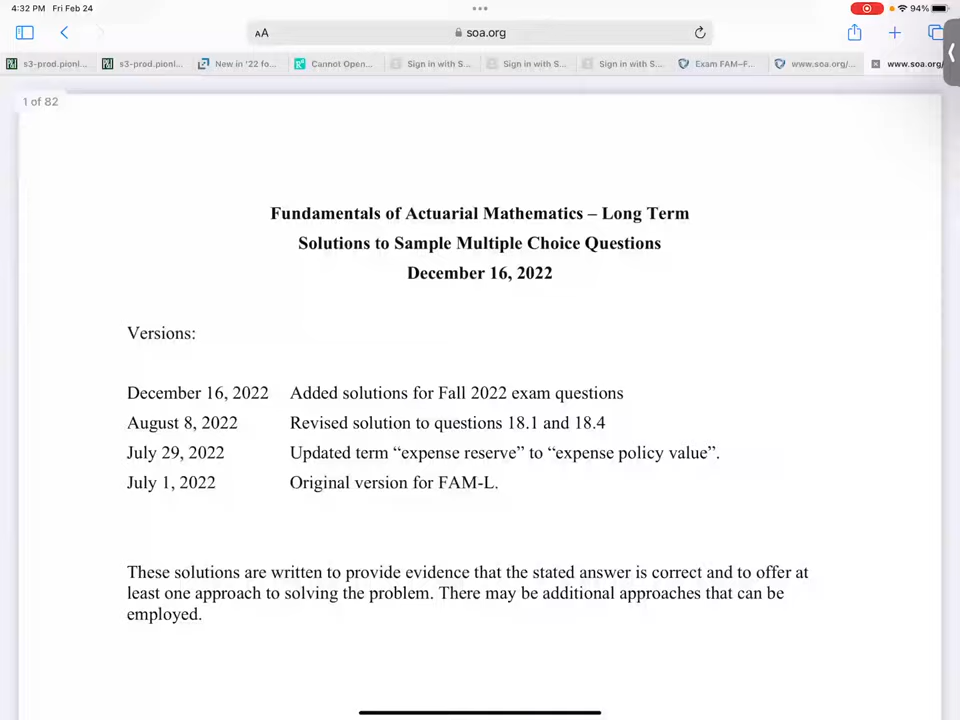 4:32 PM Fri Feb 24
94%
AA
soa.org
s3-prod.pionl...
s3-prod.pionl...
New in '22 fo...
Cannot Open...
Sign in with S...
Sign in with S...
Sign in with S...
Exam FAM–F...
www.soa.org/...
www.soa.org/
1 of 82
Fundamentals of Actuarial Mathematics – Long Term
Solutions to Sample Multiple Choice Questions
December 16, 2022
Versions:
December 16, 2022 Added solutions for Fall 2022 exam questions
August 8, 2022 Revised solution to questions 18.1 and 18.4
July 29, 2022 Updated term “expense reserve” to “expense policy value”.
July 1, 2022 Original version for FAM-L.
These solutions are written to provide evidence that the stated answer is correct and to offer at
least one approach to solving the problem. There may be additional approaches that can be
employed.